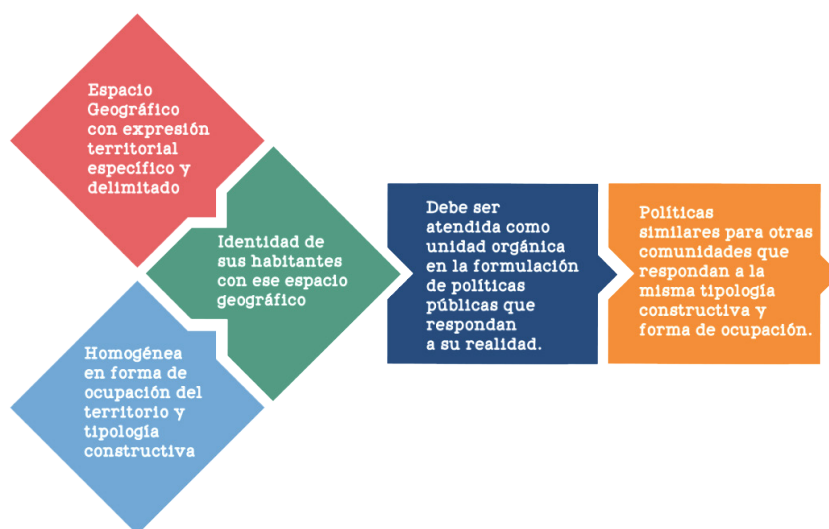 Espacio
Geográfico
con expresión
territorial
específico y
delimitado
Identidad de
sus habitantes
con ese espacio
geográfico
Homogénea
en forma de
ocupación del
territorio y
tipología
constructiva
Debe ser
atendida como
unidad orgánica
en la formulación
de políticas
públicas que
respondan
a su realidad.
Políticas
similares para otras
comunidades que
respondan a la
misma tipología
constructiva y
forma de ocupación.